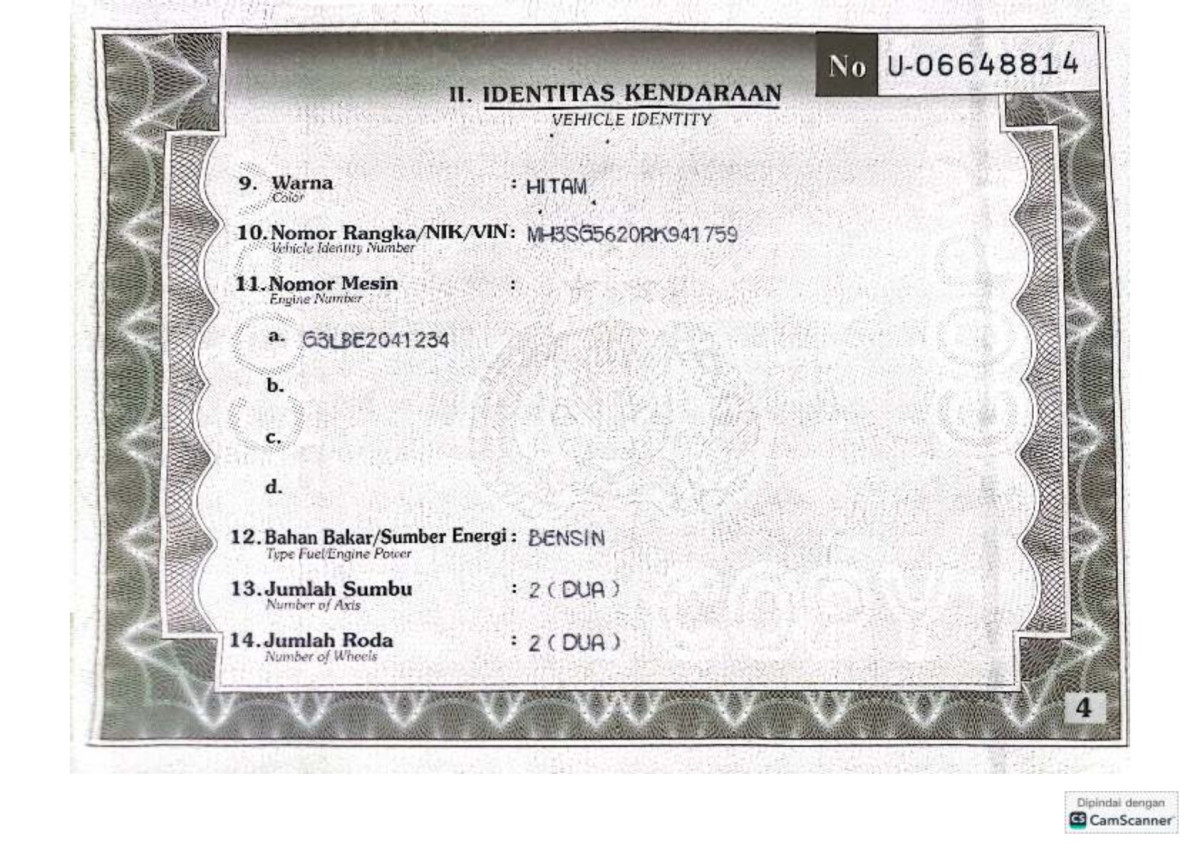 No U-06648814
II. IDENTITAS KENDARAAN
VEHICLE IDENTITY
9. Warna : HITAM
Color
10. Nomor Rangka/NIK/VIN : MH3SG5620RK941759
Vehicle Identity Number
11. Nomor Mesin :
Engine Number
a. G3LBE2041234
b.
c.
d.
12. Bahan Bakar/Sumber Energi : BENSIN
Type Fuel/Engine Power
13. Jumlah Sumbu : 2 ( DUA )
Number of Axis
14. Jumlah Roda : 2 ( DUA )
Number of Wheels
4
Dipindai dengan
CS CamScanner